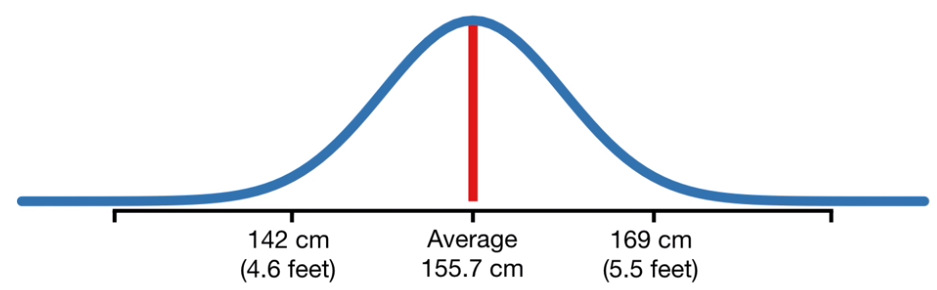 142 cm
(4.6 feet)
Average
155.7 cm
169 cm
(5.5 feet)